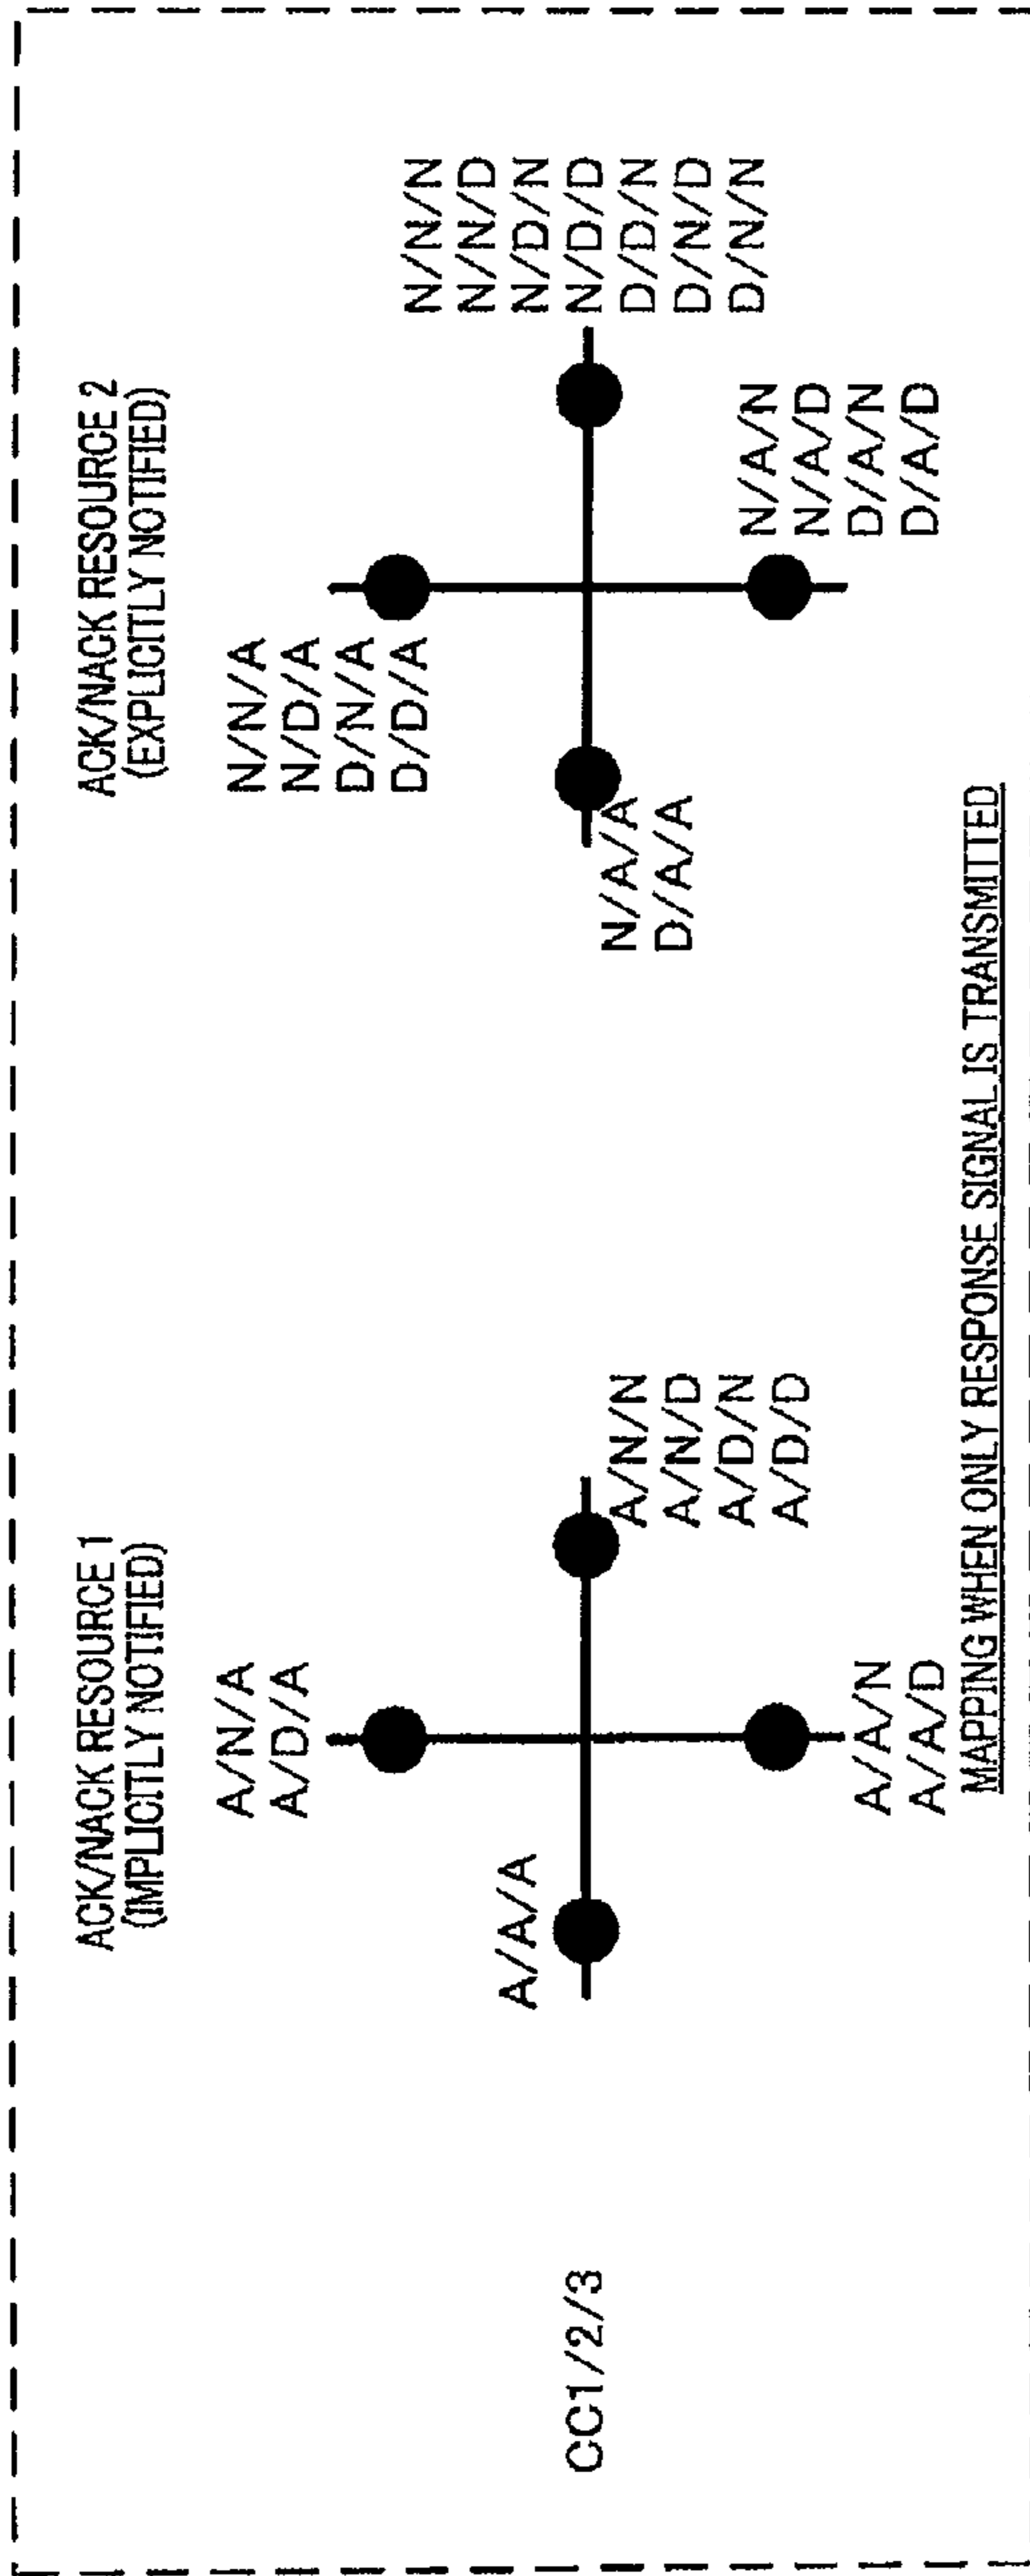 CC1/2/3
ACK/NACK RESOURCE 1
(IMPLICITLY NOTIFIED)
A/N/A
A/D/A
A/A/A
A/N/N
A/N/D
A/D/N
A/D/D
A/A/N
A/A/D
ACK/NACK RESOURCE 2
(EXPLICITLY NOTIFIED)
N/N/A
N/D/A
D/N/A
D/D/A
N/N/N
N/N/D
N/D/N
N/D/D
D/D/N
D/N/D
D/N/N
N/A/A
D/A/A
N/A/N
N/A/D
D/A/N
D/A/D
MAPPING WHEN ONLY RESPONSE SIGNAL IS TRANSMITTED